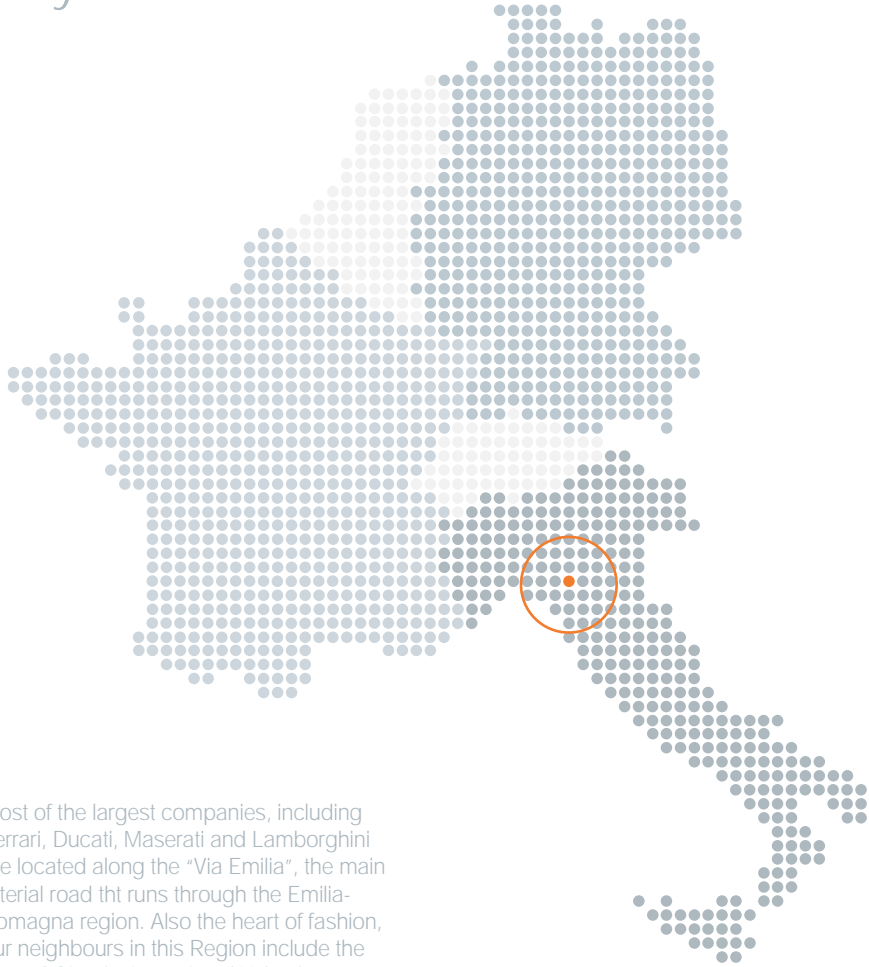 ost of the largest companies, including
errari, Ducati, Maserati and Lamborghini
e located along the “Via Emilia”, the main
terial road tht runs through the Emilia-
omagna region. Also the heart of fashion,
ur neighbours in this Region include the